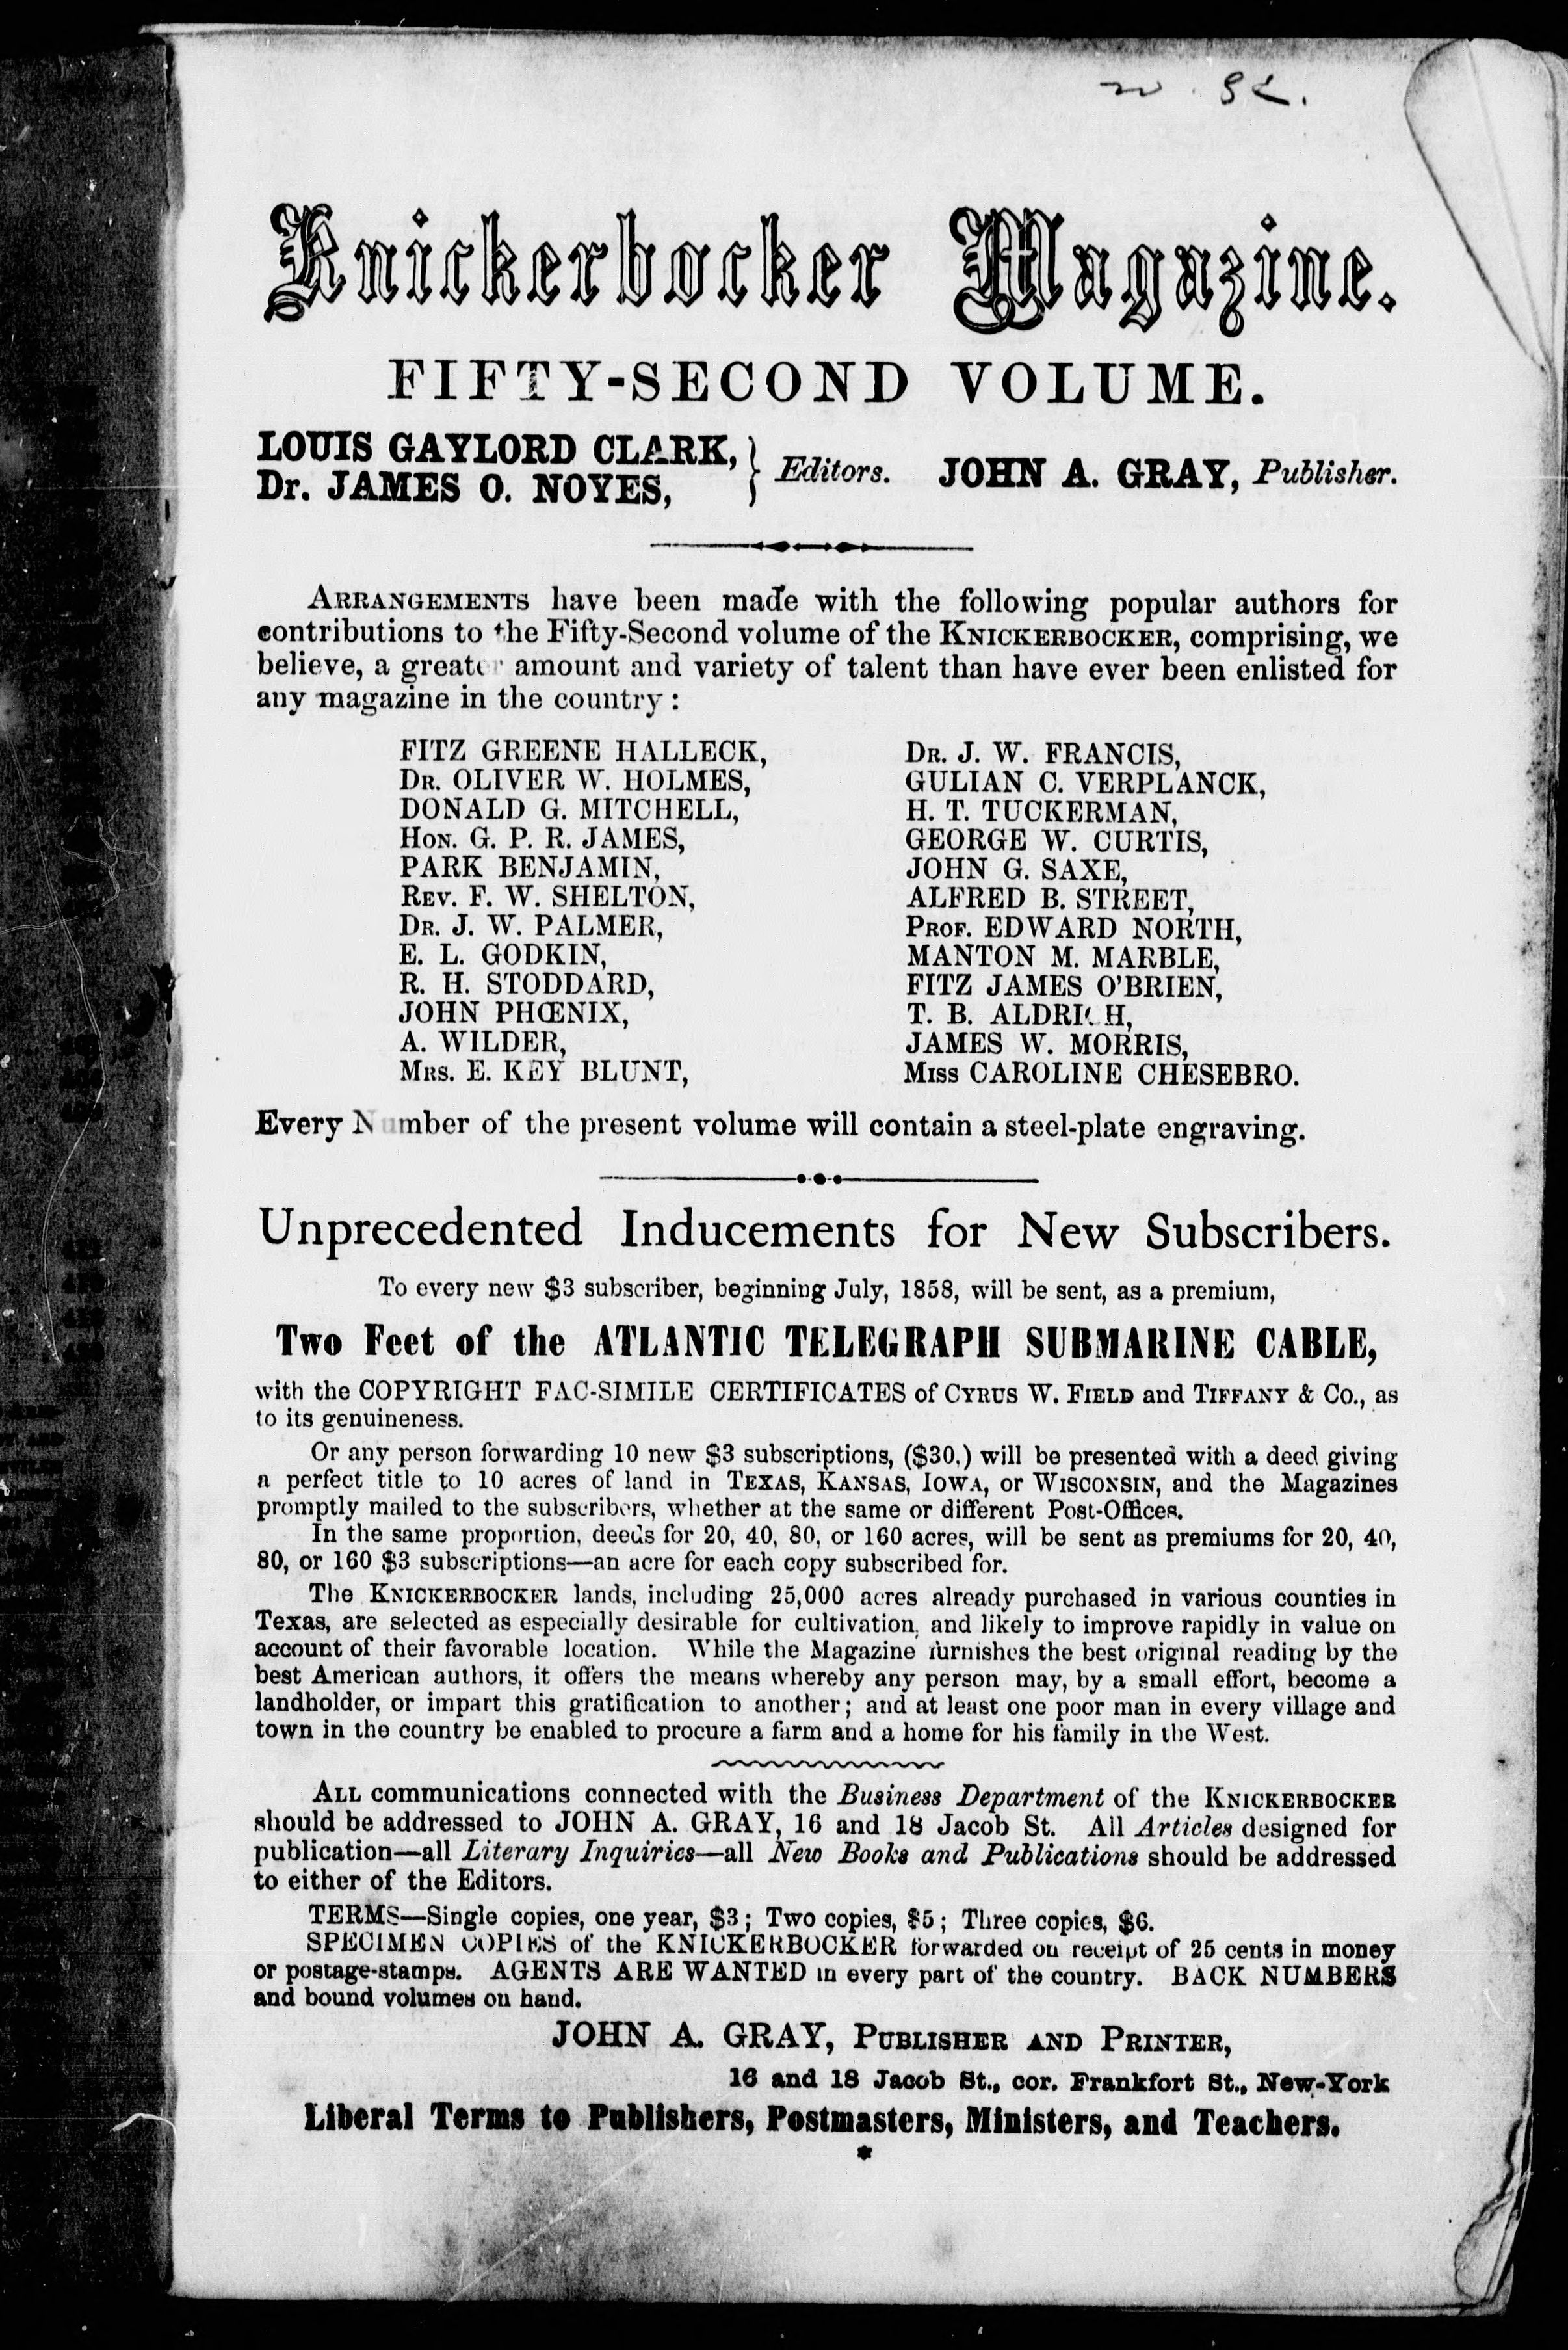 Knickerbocker Magazine.
FIFTY-SECOND VOLUME.
LOUIS GAYLORD CLARK,
Dr. JAMES O. NOYES,
} Editors. JOHN A. GRAY, Publisher.
ARRANGEMENTS have been made with the following popular authors for
contributions to the Fifty-Second volume of the KNICKERBOCKER, comprising, we
believe, a greater amount and variety of talent than have ever been enlisted for
any magazine in the country:
FITZ GREENE HALLECK,
DR. OLIVER W. HOLMES,
DONALD G. MITCHELL,
HON. G. P. R. JAMES,
PARK BENJAMIN,
REV. F. W. SHELTON,
DR. J. W. PALMER,
E. L. GODKIN,
R. H. STODDARD,
JOHN PHŒNIX,
A. WILDER,
MRS. E. KEY BLUNT,
DR. J. W. FRANCIS,
GULIAN C. VERPLANCK,
H. T. TUCKERMAN,
GEORGE W. CURTIS,
JOHN G. SAXE,
ALFRED B. STREET,
PROF. EDWARD NORTH,
MANTON M. MARBLE,
FITZ JAMES O'BRIEN,
T. B. ALDRICH,
JAMES W. MORRIS,
MISS CAROLINE CHESEBRO.
Every Number of the present volume will contain a steel-plate engraving.
Unprecedented Inducements for New Subscribers.
To every new $3 subscriber, beginning July, 1858, will be sent, as a premium,
Two Feet of the ATLANTIC TELEGRAPH SUBMARINE CABLE,
with the COPYRIGHT FAC-SIMILE CERTIFICATES of CYRUS W. FIELD and TIFFANY & CO., as
to its genuineness.
Or any person forwarding 10 new $3 subscriptions, ($30,) will be presented with a deed giving
a perfect title to 10 acres of land in TEXAS, KANSAS, IOWA, or WISCONSIN, and the Magazines
promptly mailed to the subscribers, whether at the same or different Post-Offices.
In the same proportion, deeds for 20, 40, 80, or 160 acres, will be sent as premiums for 20, 40,
80, or 160 $3 subscriptions—an acre for each copy subscribed for.
The KNICKERBOCKER lands, including 25,000 acres already purchased in various counties in
Texas, are selected as especially desirable for cultivation, and likely to improve rapidly in value on
account of their favorable location. While the Magazine furnishes the best original reading by the
best American authors, it offers the means whereby any person may, by a small effort, become a
landholder, or impart this gratification to another; and at least one poor man in every village and
town in the country be enabled to procure a farm and a home for his family in the West.
ALL communications connected with the Business Department of the KNICKERBOCKER
should be addressed to JOHN A. GRAY, 16 and 18 Jacob St. All Articles designed for
publication—all Literary Inquiries—all New Books and Publications should be addressed
to either of the Editors.
TERMS—Single copies, one year, $3; Two copies, $5; Three copies, $6.
SPECIMEN COPIES of the KNICKERBOCKER forwarded on receipt of 25 cents in money
or postage-stamps. AGENTS ARE WANTED in every part of the country. BACK NUMBERS
and bound volumes on hand.
JOHN A. GRAY, PUBLISHER AND PRINTER,
16 and 18 Jacob St., cor. Frankfort St., New-York
Liberal Terms to Publishers, Postmasters, Ministers, and Teachers.
*